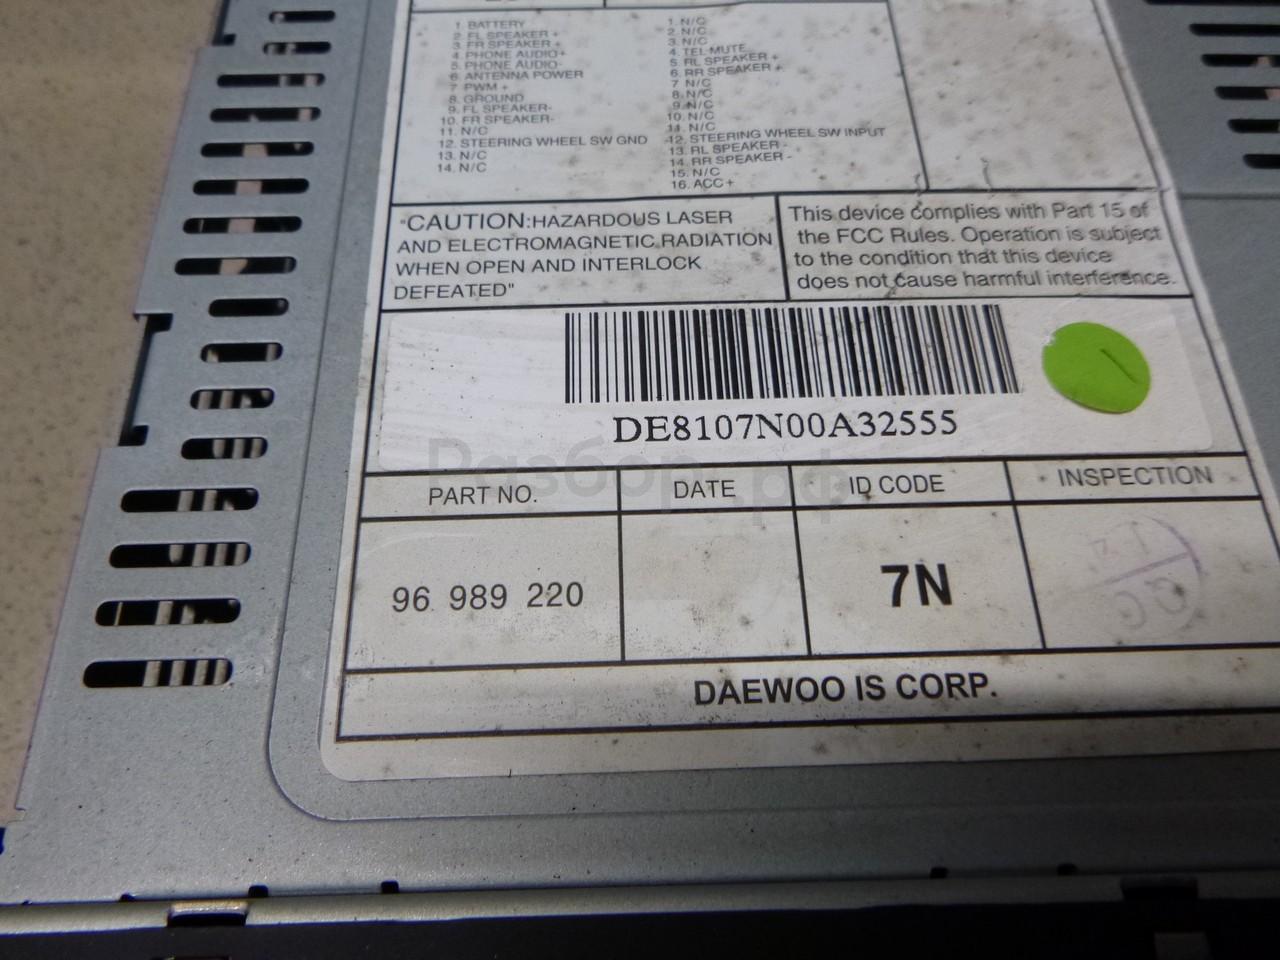 1. BATTERY
2. FL SPEAKER +
3. FR SPEAKER +
4. PHONE AUDIO+
5. PHONE AUDIO-
6. ANTENNA POWER
7. PWM +
8. GROUND
9. FL SPEAKER-
10. FR SPEAKER-
11. N/C
12. STEERING WHEEL SW GND
13. N/C
14. N/C
1. N/C
2. N/C
3. N/C
4. TEL MUTE
5. RL SPEAKER +
6. RR SPEAKER +
7. N/C
8. N/C
9. N/C
10. N/C
11. N/C
12. STEERING WHEEL SW INPUT
13. RL SPEAKER -
14. RR SPEAKER -
15. N/C
16. ACC+
"CAUTION:HAZARDOUS LASER
AND ELECTROMAGNETIC RADIATION
WHEN OPEN AND INTERLOCK
DEFEATED"
This device complies with Part 15 of
the FCC Rules. Operation is subject
to the condition that this device
does not cause harmful interference.
DE8107N00A32555
Разбор.рф
PART NO. DATE ID CODE INSPECTION
96 989 220 7N
QC
DAEWOO IS CORP.